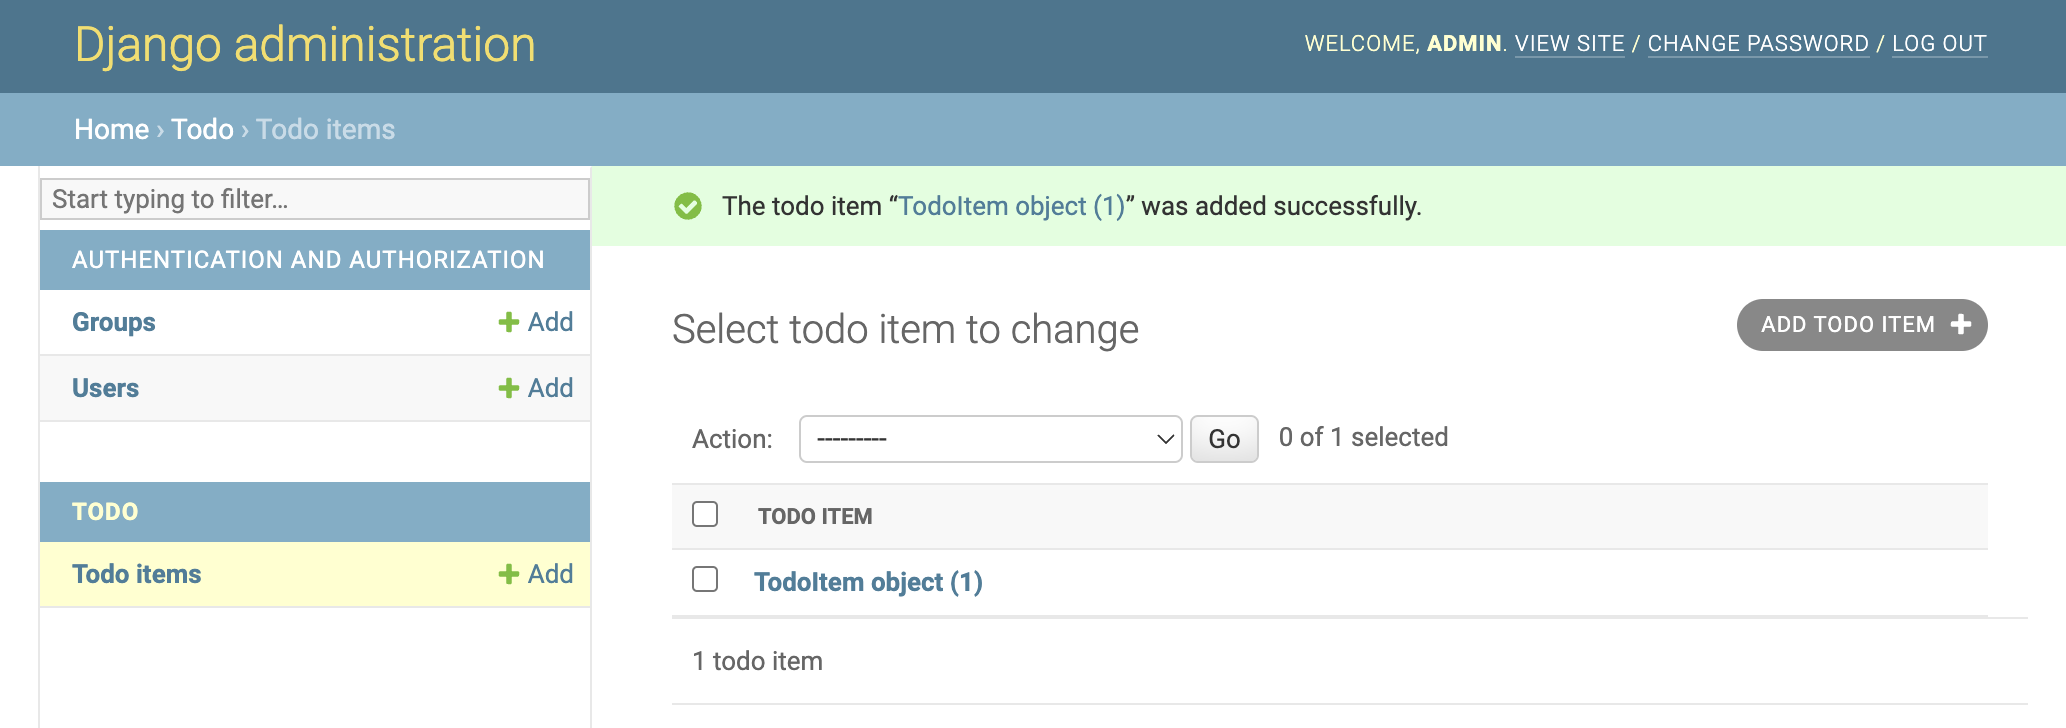 Django administration
WELCOME, ADMIN. VIEW SITE / CHANGE PASSWORD / LOG OUT
Home › Todo › Todo items
Start typing to filter...
AUTHENTICATION AND AUTHORIZATION
Groups + Add
Users + Add
TODO
Todo items + Add
The todo item “TodoItem object (1)” was added successfully.
Select todo item to change
ADD TODO ITEM +
Action: --------- Go 0 of 1 selected
TODO ITEM
TodoItem object (1)
1 todo item